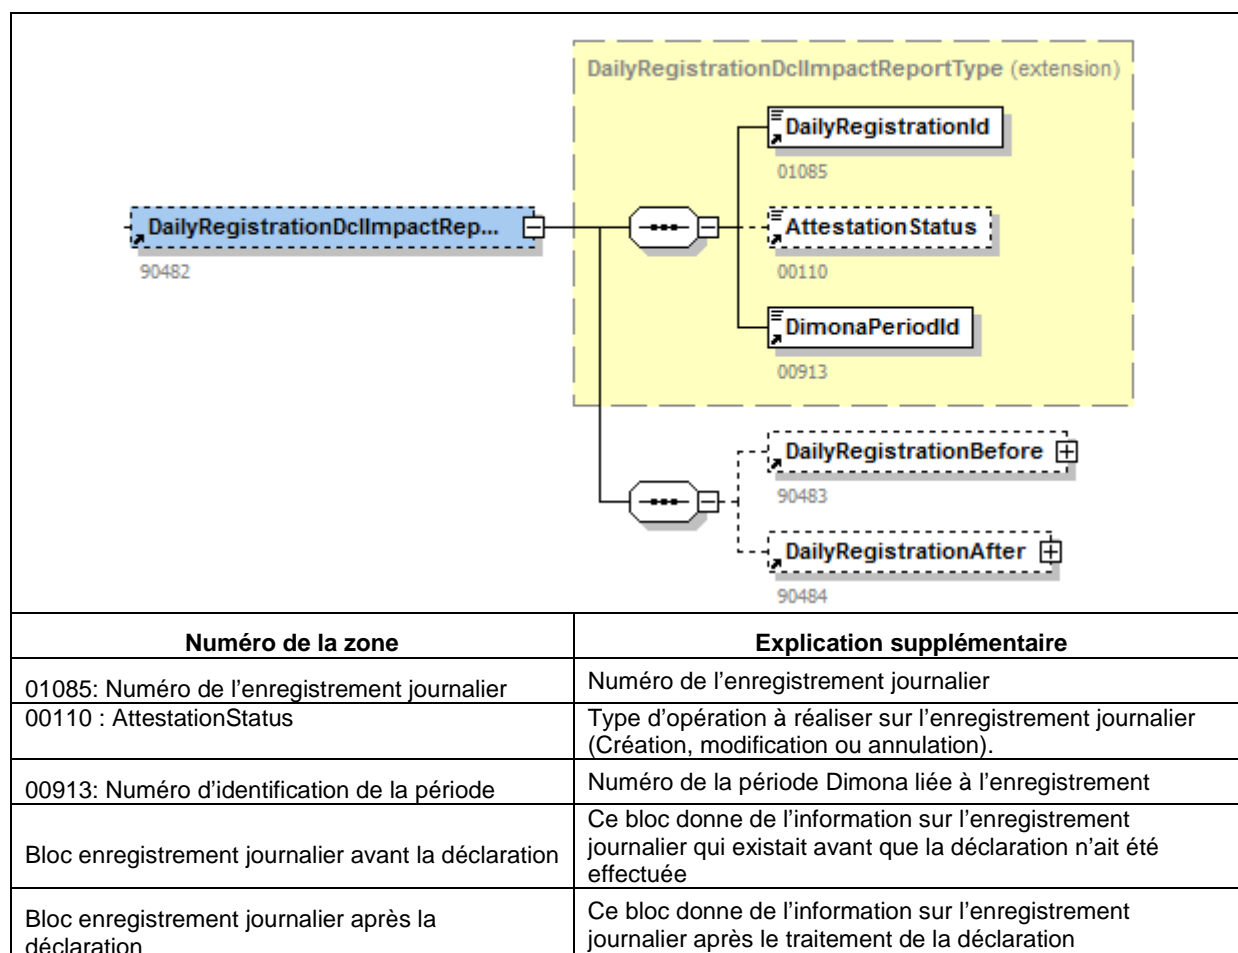 DailyRegistrationDclImpactReportType (extension)
DailyRegistrationId
01085
DailyRegistrationDclImpactRep...
90482
AttestationStatus
00110
DimonaPeriodId
00913
DailyRegistrationBefore
90483
DailyRegistrationAfter
90484
Numéro de la zone
Explication supplémentaire
01085: Numéro de l’enregistrement journalier
Numéro de l’enregistrement journalier
00110 : AttestationStatus
Type d’opération à réaliser sur l’enregistrement journalier
(Création, modification ou annulation).
00913: Numéro d’identification de la période
Numéro de la période Dimona liée à l’enregistrement
Bloc enregistrement journalier avant la déclaration
Ce bloc donne de l’information sur l’enregistrement
journalier qui existait avant que la déclaration n’ait été
effectuée
Bloc enregistrement journalier après la
déclaration
Ce bloc donne de l’information sur l’enregistrement
journalier après le traitement de la déclaration